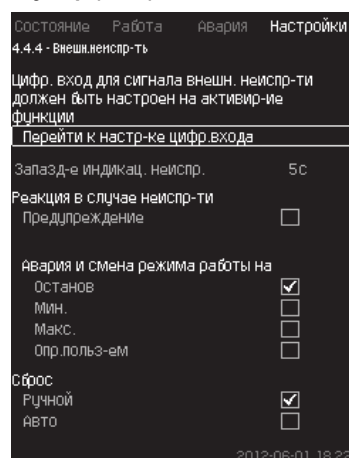 Состояние Работа Авария Настройки
4.4.4 - Внешн.неиспр-ть
Цифр. вход для сигнала внешн. неиспр-ти
должен быть настроен на активир-ие
функции
Перейти к настр-ке цифр.входа
Запазд-е индикац. неиспр. 5с
Реакция в случае неиспр-ти
Предупреждение
Авария и смена режима работы на
Останов
Мин.
Макс.
Опр.польз-ем
Сброс
Ручной
Авто
2012-06-01 18:22